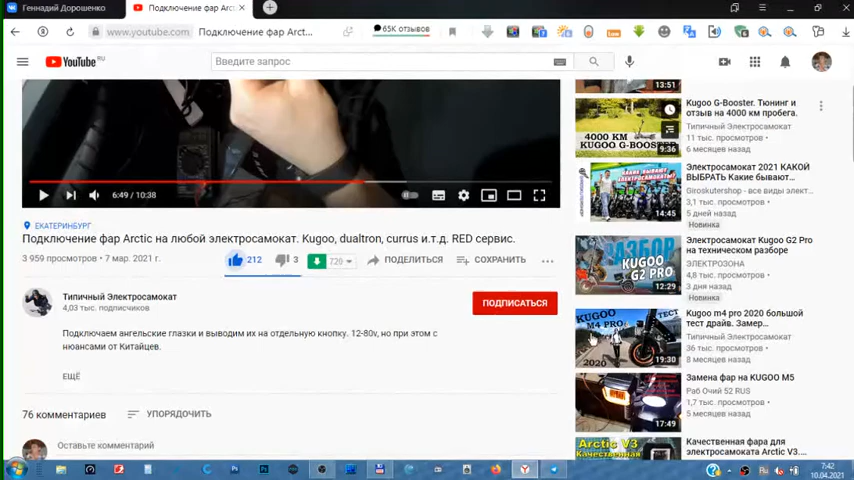 Геннадий Дорошенко
Подключение фар Arc
www.youtube.com Подключение фар Arct... 65K отзывов
YouTube RU
Введите запрос
6:49 / 10:38
ЕКАТЕРИНБУРГ
Подключение фар Arctic на любой электросамокат. Kugoo, dualtron, currus и.т.д. RED сервис.
3 959 просмотров • 7 мар. 2021 г.
212 3 720 ПОДЕЛИТЬСЯ СОХРАНИТЬ
Типичный Электросамокат
4,03 тыс. подписчиков
ПОДПИСАТЬСЯ
Подключаем ангельские глазки и выводим их на отдельную кнопку. 12-80v, но при этом с
нюансами от Китайцев.
ЕЩЁ
76 комментариев УПОРЯДОЧИТЬ
Оставьте комментарий
13:51
4000 КМ
KUGOO G-BOOSTER
9:36
Kugoo G-Booster. Тюнинг и
отзыв на 4000 км пробега.
Типичный Электросамокат
11 тыс. просмотров •
6 месяцев назад
14:45
Электросамокат 2021 КАКОЙ
ВЫБРАТЬ Какие бывают...
Giroskutershop - все виды элект...
3,1 тыс. просмотров •
5 дней назад
Новинка
РАЗБОР
KUGOO
G2 PRO
12:29
Электросамокат Kugoo G2 Pro
на техническом разборе
ЭЛЕКТРОЗОНА
4,8 тыс. просмотров •
3 дня назад
Новинка
KUGOO
M4 PRO
ТЕСТ
2020
19:30
Kugoo m4 pro 2020 большой
тест драйв. Замер...
Типичный Электросамокат
36 тыс. просмотров •
8 месяцев назад
17:49
Замена фар на KUGOO M5
Раб Очий 52 RUS
1,7 тыс. просмотров •
5 месяцев назад
Arctic V3
Качественная
Качественная фара для
электросамоката Arctic V3....
7:42
10.04.2021